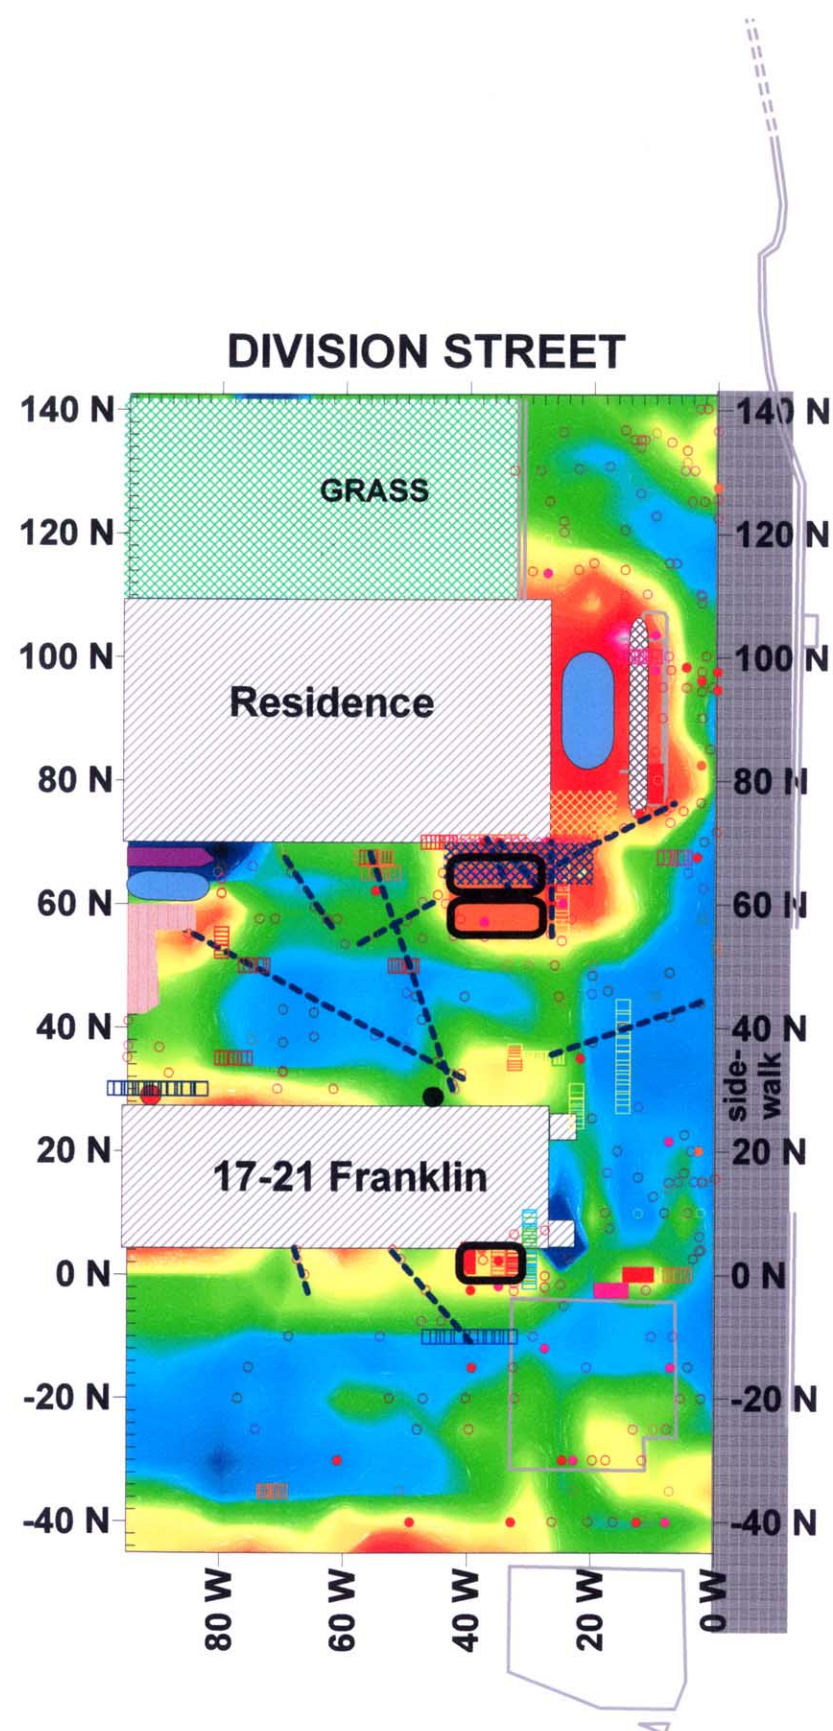 DIVISION STREET
140 N
140 N
GRASS
120 N
120 N
100 N
100 N
Residence
80 N
80 N
60 N
60 N
40 N
40 N
side-
walk
20 N
20 N
17-21 Franklin
0 N
0 N
-20 N
-20 N
-40 N
-40 N
80 W
60 W
40 W
20 W
0 W